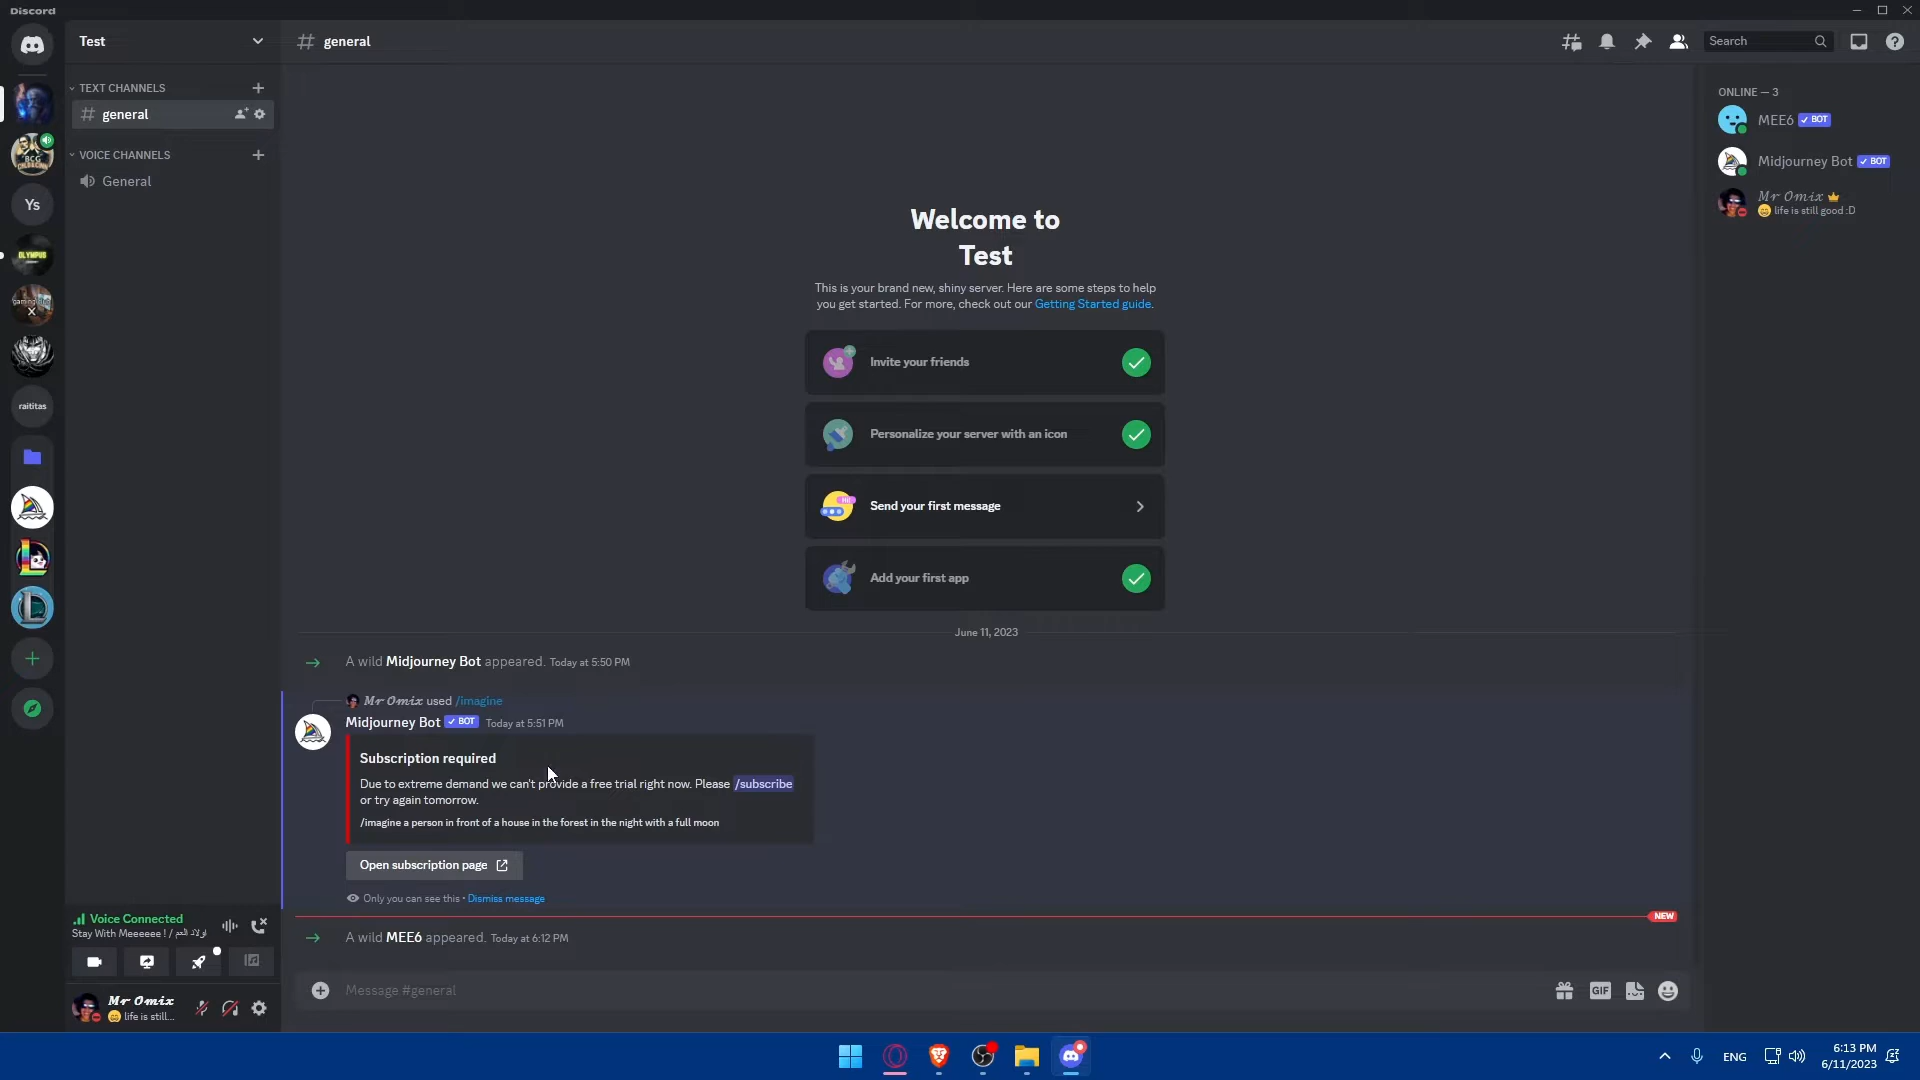 Discord
Test
# general
Search
TEXT CHANNELS
# general
VOICE CHANNELS
General
BCG
Ys
OLYMPUS
raititas
Welcome to
Test
This is your brand new, shiny server. Here are some steps to help
you get started. For more, check out our Getting Started guide.
Invite your friends
Personalize your server with an icon
Send your first message
Add your first app
June 11, 2023
A wild Midjourney Bot appeared. Today at 5:50 PM
Mr Omix used /imagine
Midjourney Bot ✓ BOT Today at 5:51 PM
Subscription required
Due to extreme demand we can't provide a free trial right now. Please /subscribe
or try again tomorrow.
/imagine a person in front of a house in the forest in the night with a full moon
Open subscription page
Only you can see this • Dismiss message
NEW
A wild MEE6 appeared. Today at 6:12 PM
Message #general
GIF
ONLINE — 3
MEE6 ✓ BOT
Midjourney Bot ✓ BOT
Mr Omix
life is still good :D
Voice Connected
Stay With Meeeeee ! / اولاد العم
Mr Omix
life is still...
ENG
6:13 PM
6/11/2023